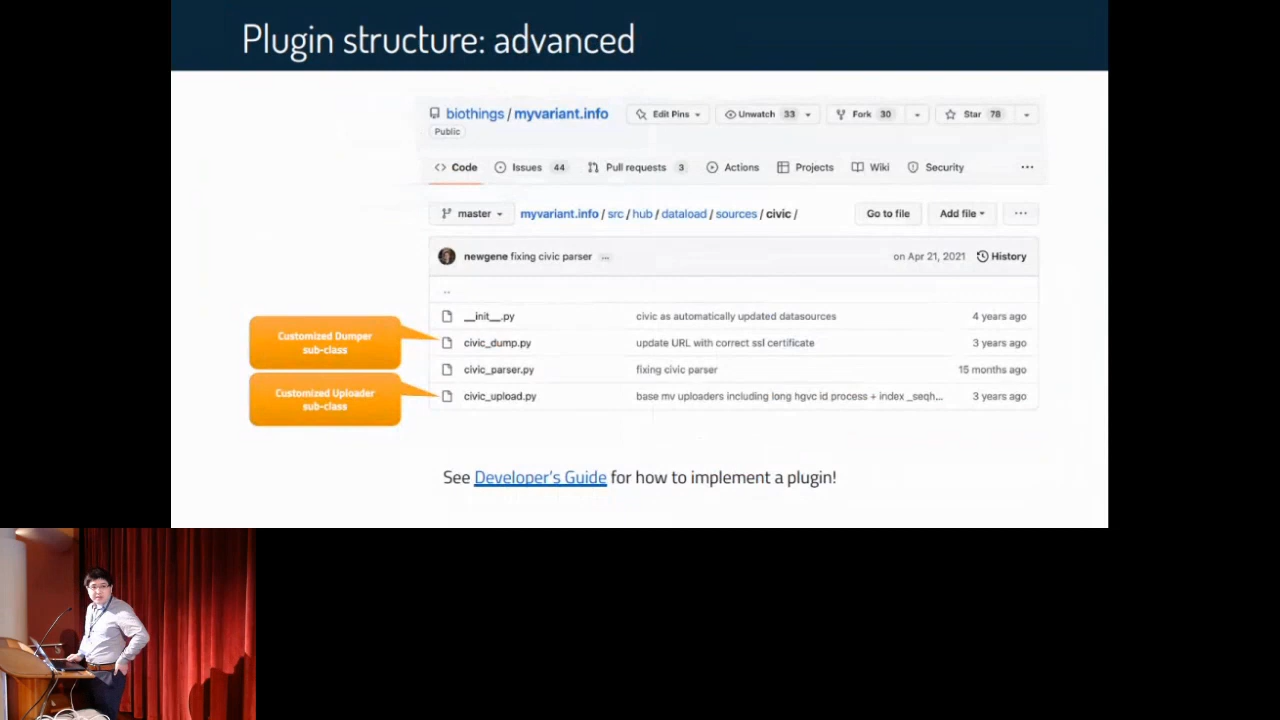 Plugin structure: advanced
biothings / myvariant.info
Edit Pins
Unwatch 33
Fork 30
Star 78
Public
Code
Issues 44
Pull requests 3
Actions
Projects
Wiki
Security
...
master
myvariant.info / src / hub / dataload / sources / civic /
Go to file
Add file
...
newgene fixing civic parser ...
on Apr 21, 2021
History
..
__init__.py civic as automatically updated datasources 4 years ago
Customized Dumper
sub-class
civic_dump.py update URL with correct ssl certificate 3 years ago
civic_parser.py fixing civic parser 15 months ago
Customized Uploader
sub-class
civic_upload.py base mv uploaders including long hgvc id process + index _seqh... 3 years ago
See Developer's Guide for how to implement a plugin!